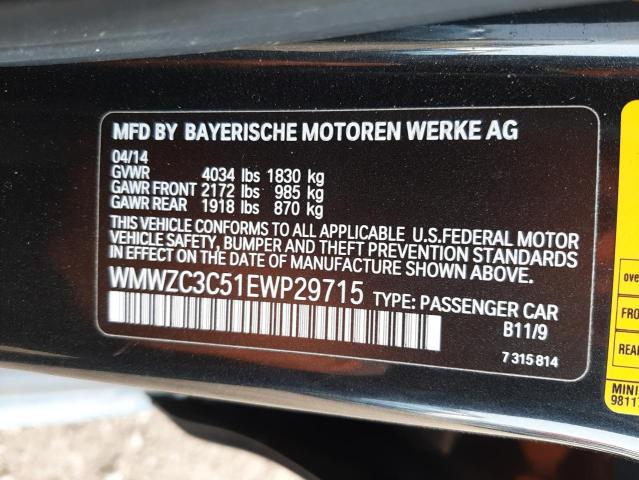 MFD BY BAYERISCHE MOTOREN WERKE AG
04/14
GVWR 4034 lbs 1830 kg
GAWR FRONT 2172 lbs 985 kg
GAWR REAR 1918 lbs 870 kg
THIS VEHICLE CONFORMS TO ALL APPLICABLE U.S.FEDERAL MOTOR
VEHICLE SAFETY, BUMPER AND THEFT PREVENTION STANDARDS
IN EFFECT ON THE DATE OF MANUFACTURE SHOWN ABOVE.
WMWZC3C51EWP29715 TYPE: PASSENGER CAR
B11/9
7 315 814
MINI